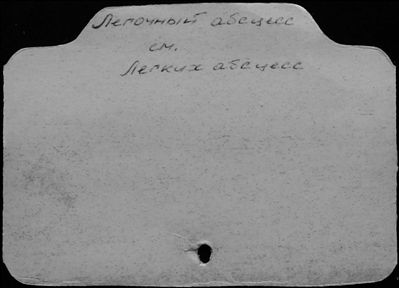 Легочный абсцесс
см.
Легких абсцесс